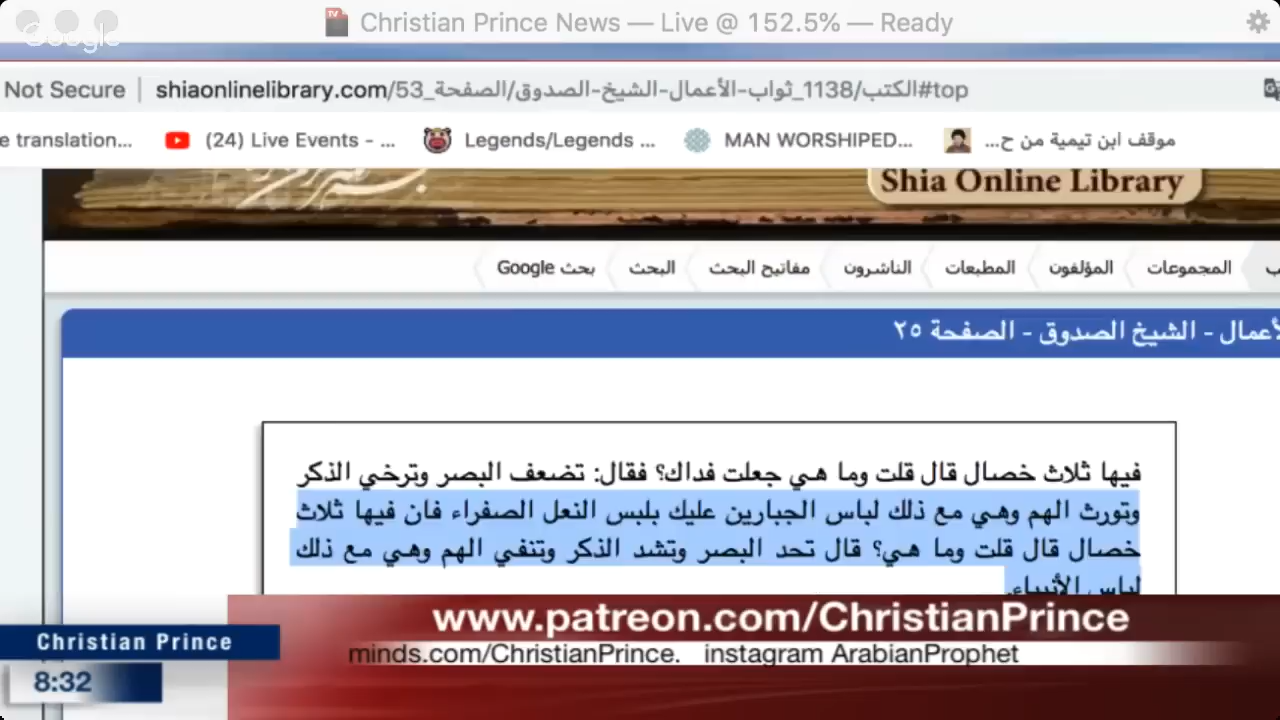 Christian Prince News — Live @ 152.5% — Ready
Google
Not Secure | shiaonlinelibrary.com/الكتب/1138_ثواب-الأعمال-الشيخ-الصدوق/الصفحة_53#top
e translation...
(24) Live Events - ...
Legends/Legends ...
MAN WORSHIPED...
موقف ابن تيمية من ح...
Shia Online Library
المجموعات
المؤلفون
المطبعات
الناشرون
مفاتيح البحث
البحث
بحث Google
الأعمال - الشيخ الصدوق - الصفحة ٢٥
فيها ثلاث خصال قال قلت وما هي جعلت فداك؟ فقال: تضعف البصر وترخي الذكر
وتورث الهم وهي مع ذلك لباس الجبارين عليك بلبس النعل الصفراء فان فيها ثلاث
خصال قال قلت وما هي؟ قال تحد البصر وتشد الذكر وتنفي الهم وهي مع ذلك
لباس الأنبياء.
www.patreon.com/ChristianPrince
Christian Prince
minds.com/ChristianPrince. instagram ArabianProphet
8:32